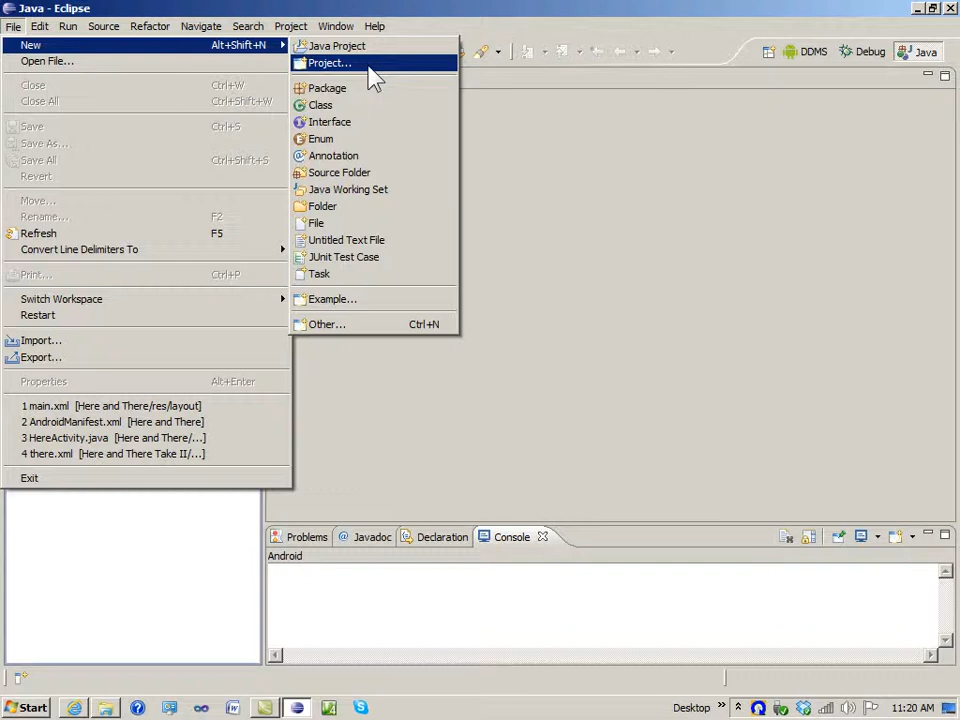 Java - Eclipse
File Edit Run Source Refactor Navigate Search Project Window Help
New Alt+Shift+N
Open File...
Close Ctrl+W
Close All Ctrl+Shift+W
Save Ctrl+S
Save As...
Save All Ctrl+Shift+S
Revert
Move...
Rename... F2
Refresh F5
Convert Line Delimiters To
Print... Ctrl+P
Switch Workspace
Restart
Import...
Export...
Properties Alt+Enter
1 main.xml [Here and There/res/layout]
2 AndroidManifest.xml [Here and There]
3 HereActivity.java [Here and There/...]
4 there.xml [Here and There Take II/...]
Exit
Java Project
Project...
Package
Class
Interface
Enum
Annotation
Source Folder
Java Working Set
Folder
File
Untitled Text File
JUnit Test Case
Task
Example...
Other... Ctrl+N
DDMS Debug Java
Problems Javadoc Declaration Console
Android
Start Desktop 11:20 AM